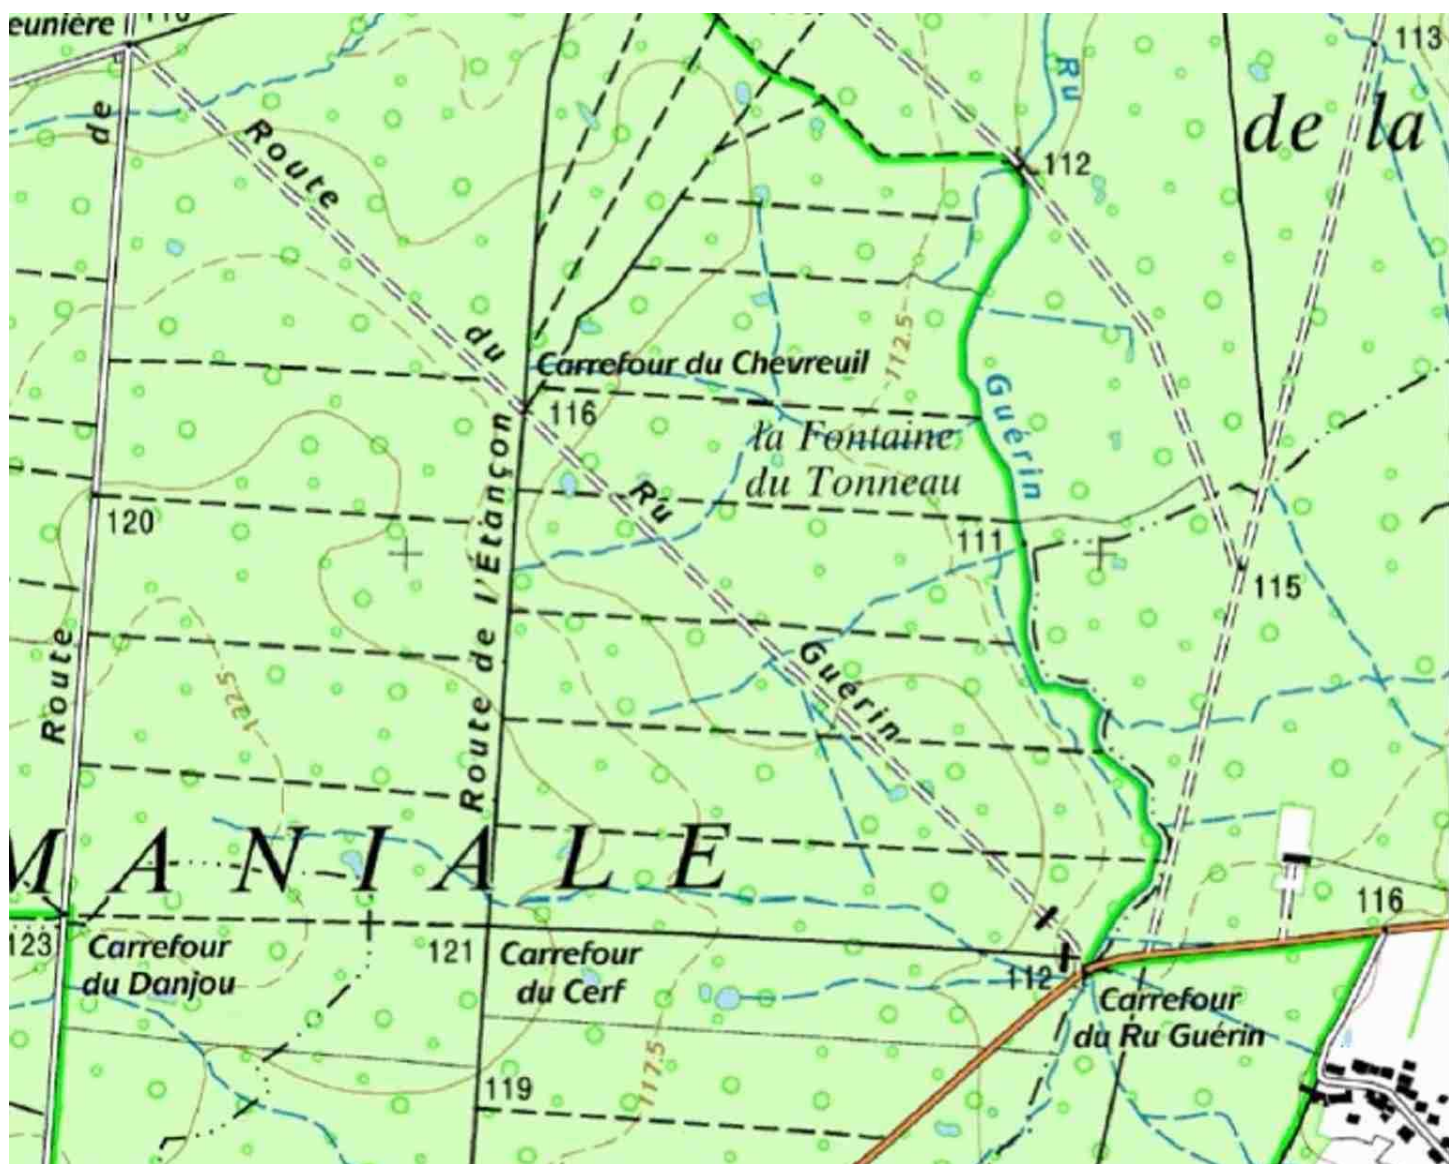 eunière
113
Ru
de
Route
de la
112
112.5
du
Carrefour du Chevreuil
116
Guérin
la Fontaine
du Tonneau
Ru
120
111
115
Route de l'Étançon
Route
122.5
Guérin
MANIALE
116
123
Carrefour
du Danjou
121
Carrefour
du Cerf
112
Carrefour
du Ru Guérin
117.5
119